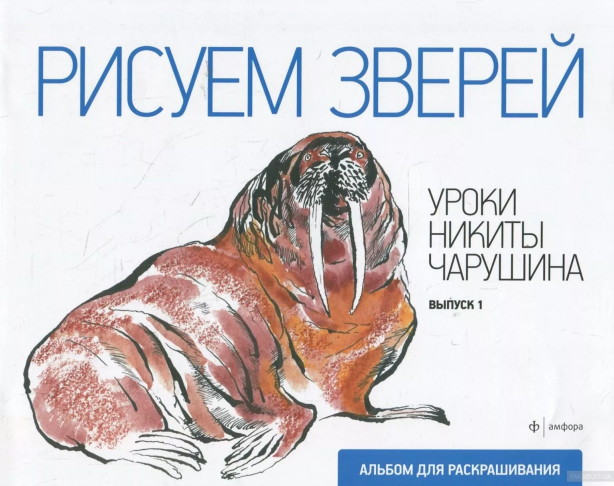 РИСУЕМ ЗВЕРЕЙ
УРОКИ
НИКИТЫ
ЧАРУШИНА
ВЫПУСК 1
ф | амфора
АЛЬБОМ ДЛЯ РАСКРАШИВАНИЯ